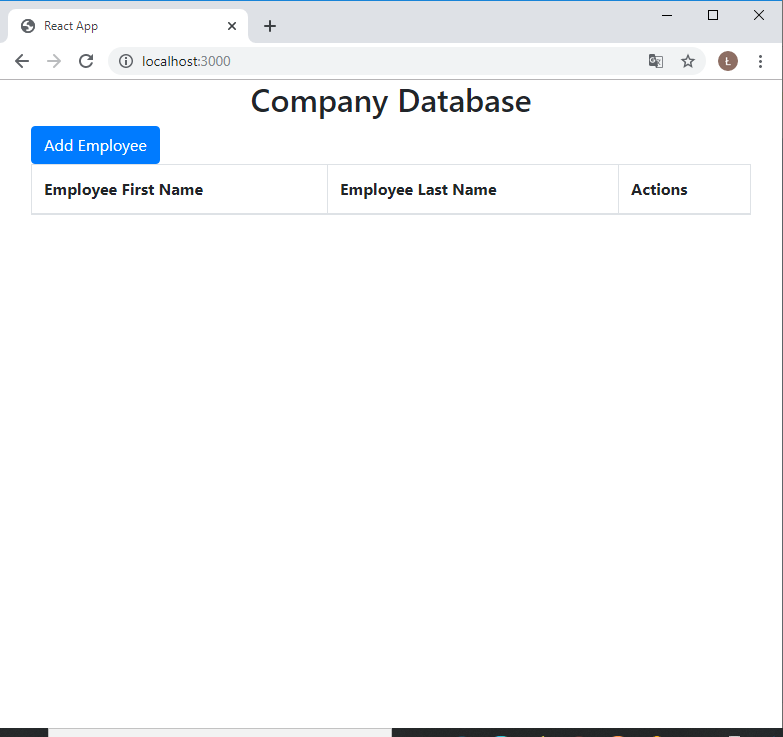 React App
localhost:3000
Ł
Company Database
Add Employee
Employee First Name Employee Last Name Actions